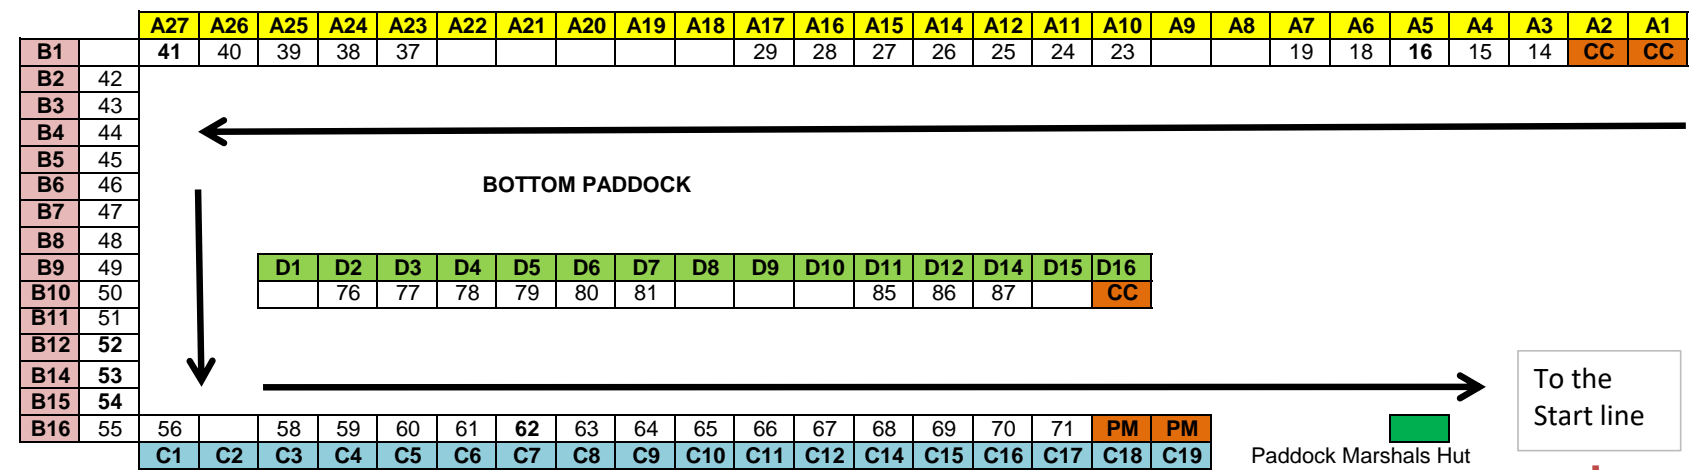 A27 A26 A25 A24 A23 A22 A21 A20 A19 A18 A17 A16 A15 A14 A12 A11 A10 A9 A8 A7 A6 A5 A4 A3 A2 A1
B1 41 40 39 38 37 29 28 27 26 25 24 23 19 18 16 15 14 CC CC
B2 42
B3 43
B4 44
B5 45
B6 46 BOTTOM PADDOCK
B7 47
B8 48
B9 49 D1 D2 D3 D4 D5 D6 D7 D8 D9 D10 D11 D12 D14 D15 D16
B10 50 76 77 78 79 80 81 85 86 87 CC
B11 51
B12 52
B14 53 To the
B15 54 Start line
B16 55 56 58 59 60 61 62 63 64 65 66 67 68 69 70 71 PM PM
C1 C2 C3 C4 C5 C6 C7 C8 C9 C10 C11 C12 C14 C15 C16 C17 C18 C19 Paddock Marshals Hut